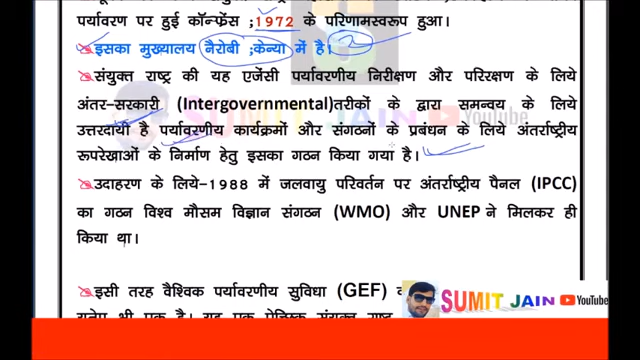 पर्यावरण पर हुई कॉन्फ्रेंस ; 1972 के परिणामस्वरूप हुआ।
इसका मुख्यालय नैरोबी ; केन्या में है।
संयुक्त राष्ट्र की यह एजेंसी पर्यावरणीय निरीक्षण और परिरक्षण के लिये
अंतर–सरकारी (Intergovernmental)तरीकों के द्वारा समन्वय के लिये
उत्तरदायी है पर्यावरणीय कार्यक्रमों और संगठनों के प्रबंधन के लिये अंतर्राष्ट्रीय
रूपरेखाओं के निर्माण हेतु इसका गठन किया गया है।
उदाहरण के लिये-1988 में जलवायु परिवर्तन पर अंतर्राष्ट्रीय पैनल (IPCC)
का गठन विश्व मौसम विज्ञान संगठन (WMO) और UNEP ने मिलकर ही
किया था।
इसी तरह वैश्विक पर्यावरणीय सुविधा (GEF)
SUMIT JAIN YouTube